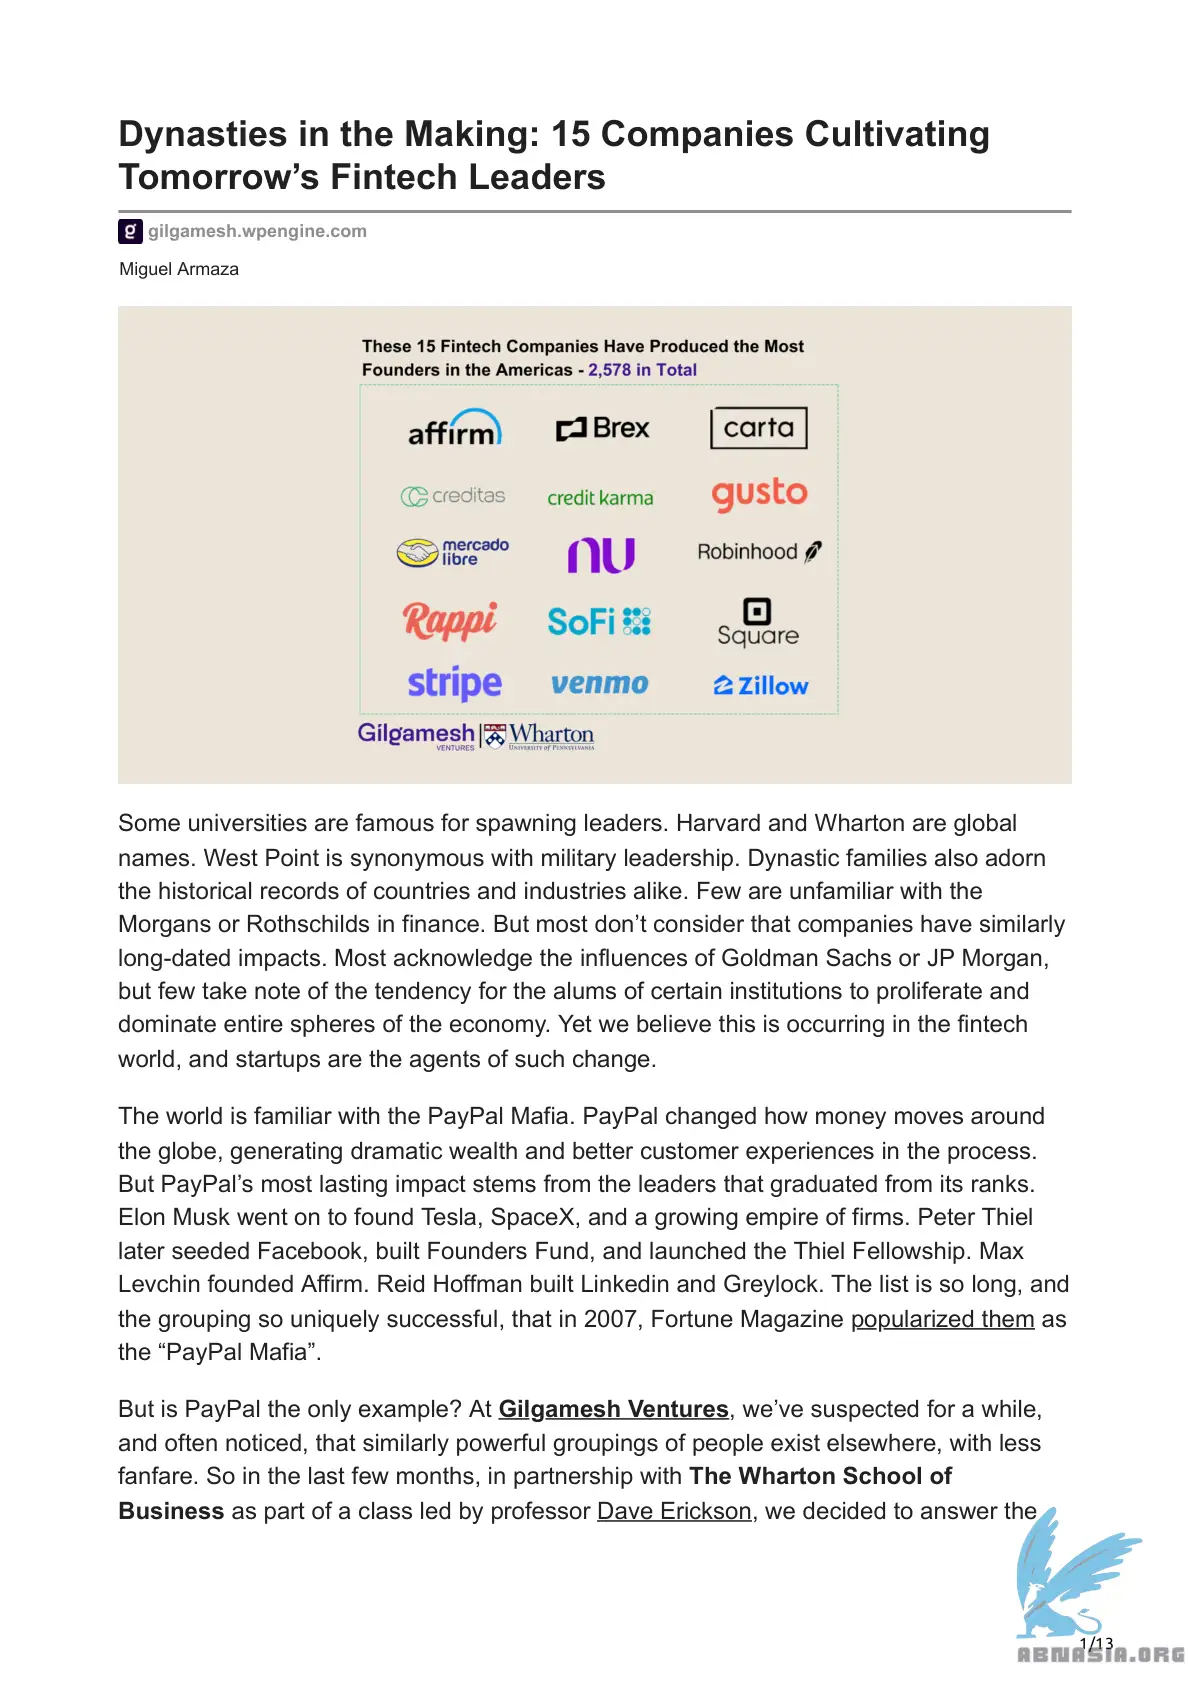 Dynasties in the Making: 15 Companies Cultivating
Tomorrow’s Fintech Leaders
g gilgamesh.wpengine.com
Miguel Armaza
These 15 Fintech Companies Have Produced the Most
Founders in the Americas - 2,578 in Total
affirm Brex carta
creditas credit karma gusto
mercado libre nu Robinhood
Rappi SoFi Square
stripe venmo Zillow
Gilgamesh VENTURES | Wharton UNIVERSITY of PENNSYLVANIA
Some universities are famous for spawning leaders. Harvard and Wharton are global
names. West Point is synonymous with military leadership. Dynastic families also adorn
the historical records of countries and industries alike. Few are unfamiliar with the
Morgans or Rothschilds in finance. But most don’t consider that companies have similarly
long-dated impacts. Most acknowledge the influences of Goldman Sachs or JP Morgan,
but few take note of the tendency for the alums of certain institutions to proliferate and
dominate entire spheres of the economy. Yet we believe this is occurring in the fintech
world, and startups are the agents of such change.
The world is familiar with the PayPal Mafia. PayPal changed how money moves around
the globe, generating dramatic wealth and better customer experiences in the process.
But PayPal’s most lasting impact stems from the leaders that graduated from its ranks.
Elon Musk went on to found Tesla, SpaceX, and a growing empire of firms. Peter Thiel
later seeded Facebook, built Founders Fund, and launched the Thiel Fellowship. Max
Levchin founded Affirm. Reid Hoffman built Linkedin and Greylock. The list is so long, and
the grouping so uniquely successful, that in 2007, Fortune Magazine popularized them as
the “PayPal Mafia”.
But is PayPal the only example? At Gilgamesh Ventures, we’ve suspected for a while,
and often noticed, that similarly powerful groupings of people exist elsewhere, with less
fanfare. So in the last few months, in partnership with The Wharton School of
Business as part of a class led by professor Dave Erickson, we decided to answer the
1/13
ABNASIA.ORG